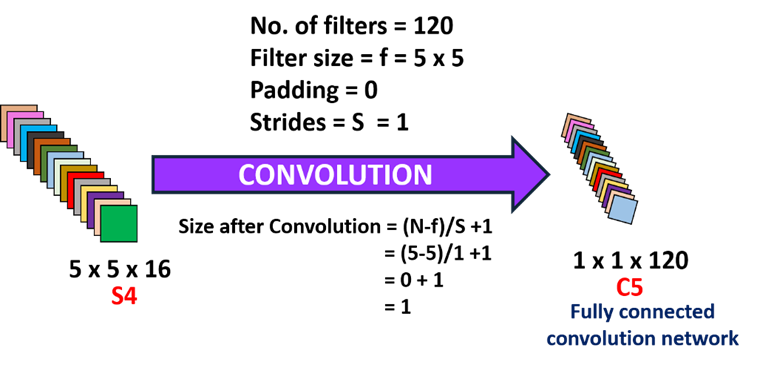 No. of filters = 120
Filter size = f = 5 x 5
Padding = 0
Strides = S = 1
CONVOLUTION
Size after Convolution = (N-f)/S +1
= (5-5)/1 +1
= 0 + 1
= 1
5 x 5 x 16
S4
1 x 1 x 120
C5
Fully connected
convolution network